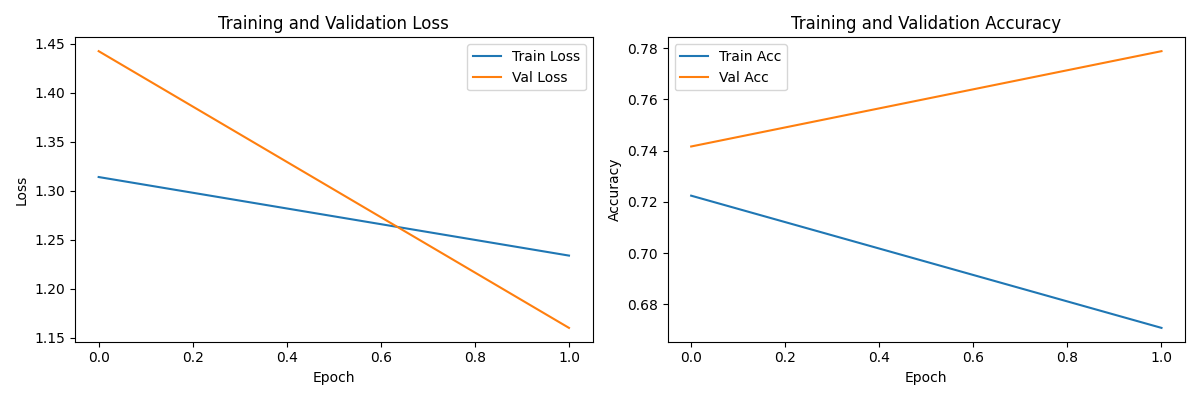 Training and Validation Loss
Train Loss
Val Loss
1.45
1.40
1.35
1.30
1.25
1.20
1.15
Loss
0.0 0.2 0.4 0.6 0.8 1.0
Epoch
Training and Validation Accuracy
Train Acc
Val Acc
0.78
0.76
0.74
0.72
0.70
0.68
Accuracy
0.0 0.2 0.4 0.6 0.8 1.0
Epoch